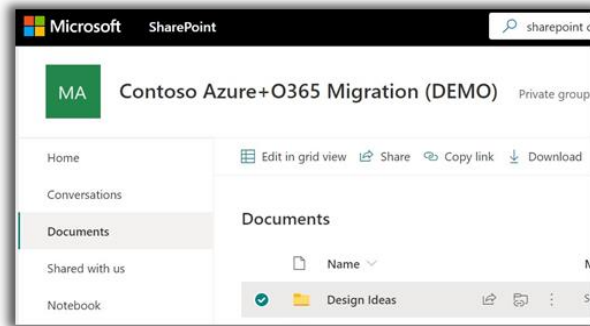 Microsoft SharePoint sharepoint
MA Contoso Azure+O365 Migration (DEMO) Private group
Home Edit in grid view Share Copy link Download
Conversations
Documents
Documents
Shared with us Name
Notebook Design Ideas